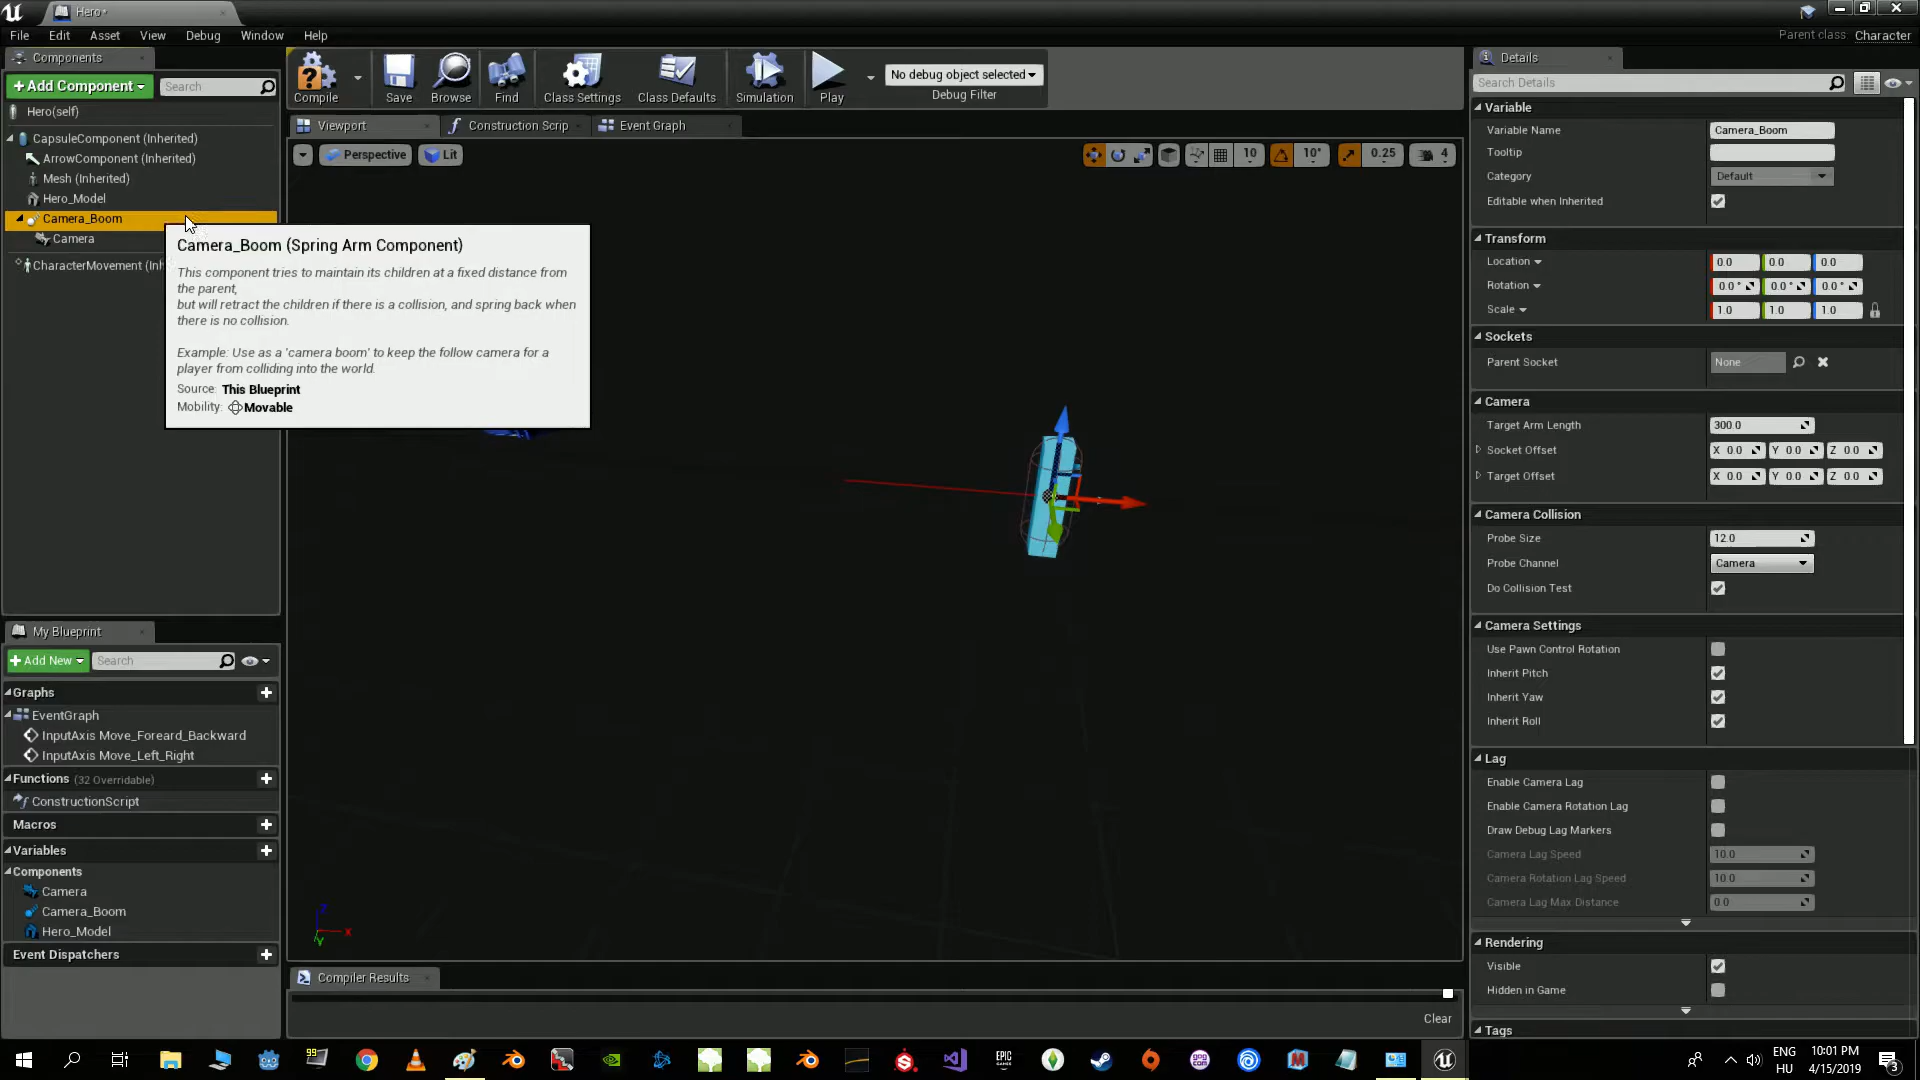 Hero*
File Edit Asset View Debug Window Help
Parent class: Character
Components
+Add Component
Search
Hero(self)
CapsuleComponent (Inherited)
ArrowComponent (Inherited)
Mesh (Inherited)
Hero_Model
Camera_Boom
Camera
CharacterMovement (Inh
Camera_Boom (Spring Arm Component)
This component tries to maintain its children at a fixed distance from
the parent,
but will retract the children if there is a collision, and spring back when
there is no collision.
Example: Use as a 'camera boom' to keep the follow camera for a
player from colliding into the world.
Source: This Blueprint
Mobility: Movable
My Blueprint
+Add New
Search
Graphs
EventGraph
InputAxis Move_Foreard_Backward
InputAxis Move_Left_Right
Functions (32 Overridable)
ConstructionScript
Macros
Variables
Components
Camera
Camera_Boom
Hero_Model
Event Dispatchers
Compile Save Browse Find Class Settings Class Defaults Simulation Play
No debug object selected
Debug Filter
Viewport Construction Scrip Event Graph
Perspective Lit
10 10° 0.25 4
Z
X
Y
Compiler Results
Clear
Details
Search Details
Variable
Variable Name Camera_Boom
Tooltip
Category Default
Editable when Inherited
Transform
Location 0.0 0.0 0.0
Rotation 0.0 ° 0.0 ° 0.0 °
Scale 1.0 1.0 1.0
Sockets
Parent Socket None
Camera
Target Arm Length 300.0
Socket Offset X 0.0 Y 0.0 Z 0.0
Target Offset X 0.0 Y 0.0 Z 0.0
Camera Collision
Probe Size 12.0
Probe Channel Camera
Do Collision Test
Camera Settings
Use Pawn Control Rotation
Inherit Pitch
Inherit Yaw
Inherit Roll
Lag
Enable Camera Lag
Enable Camera Rotation Lag
Draw Debug Lag Markers
Camera Lag Speed 10.0
Camera Rotation Lag Speed 10.0
Camera Lag Max Distance 0.0
Rendering
Visible
Hidden in Game
Tags
99
EPIC
GAMES
ENG
HU
10:01 PM
4/15/2019
3